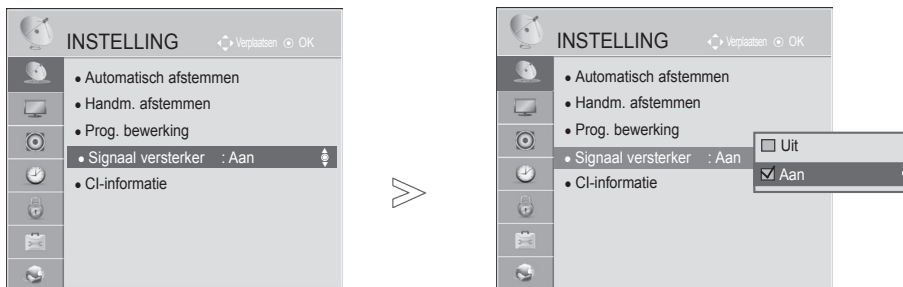 INSTELLING Verplaatsen OK
• Automatisch afstemmen
• Handm. afstemmen
• Prog. bewerking
• Signaal versterker : Aan
• CI-informatie
INSTELLING Verplaatsen OK
• Automatisch afstemmen
• Handm. afstemmen
• Prog. bewerking
• Signaal versterker : Aan
• CI-informatie
Uit
Aan